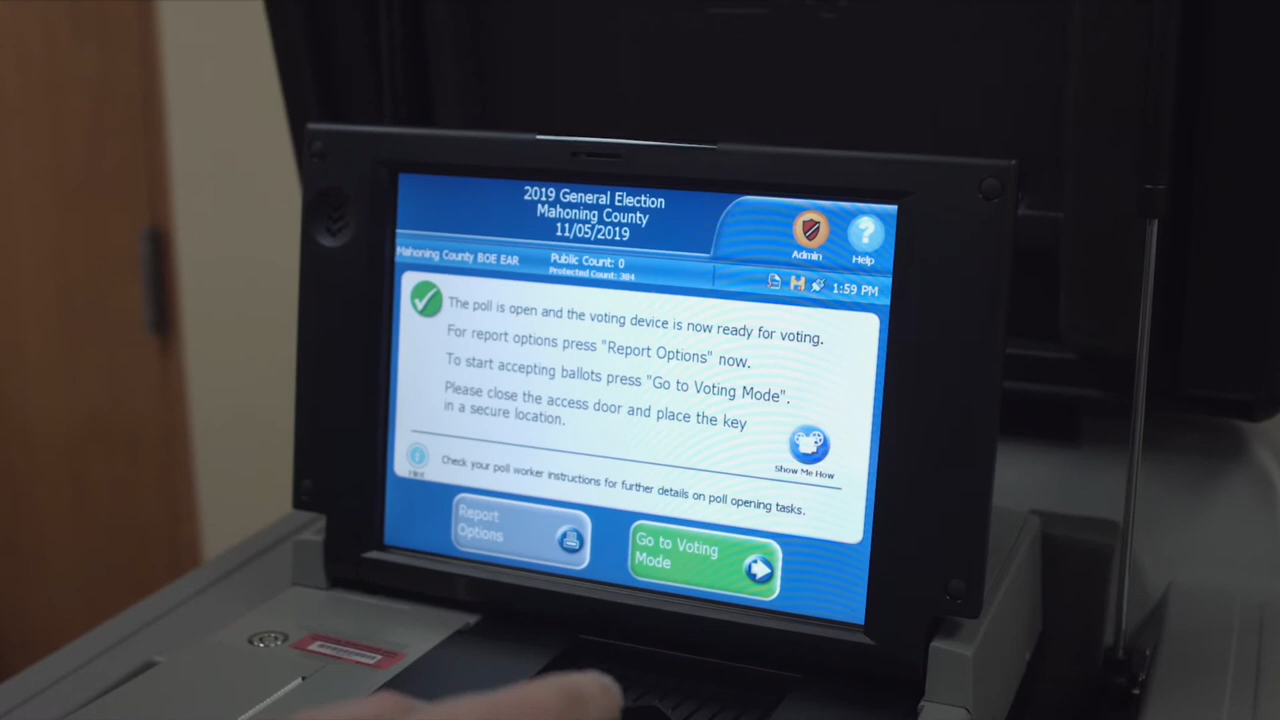 2019 General Election
Mahoning County
11/05/2019
Admin
Help
Mahoning County BOE EAR
Public Count: 0
Protected Count: 384
1:59 PM
The poll is open and the voting device is now ready for voting.
For report options press "Report Options" now.
To start accepting ballots press "Go to Voting Mode".
Please close the access door and place the key
in a secure location.
Show Me How
Check your poll worker instructions for further details on poll opening tasks.
Report
Options
Go to Voting
Mode